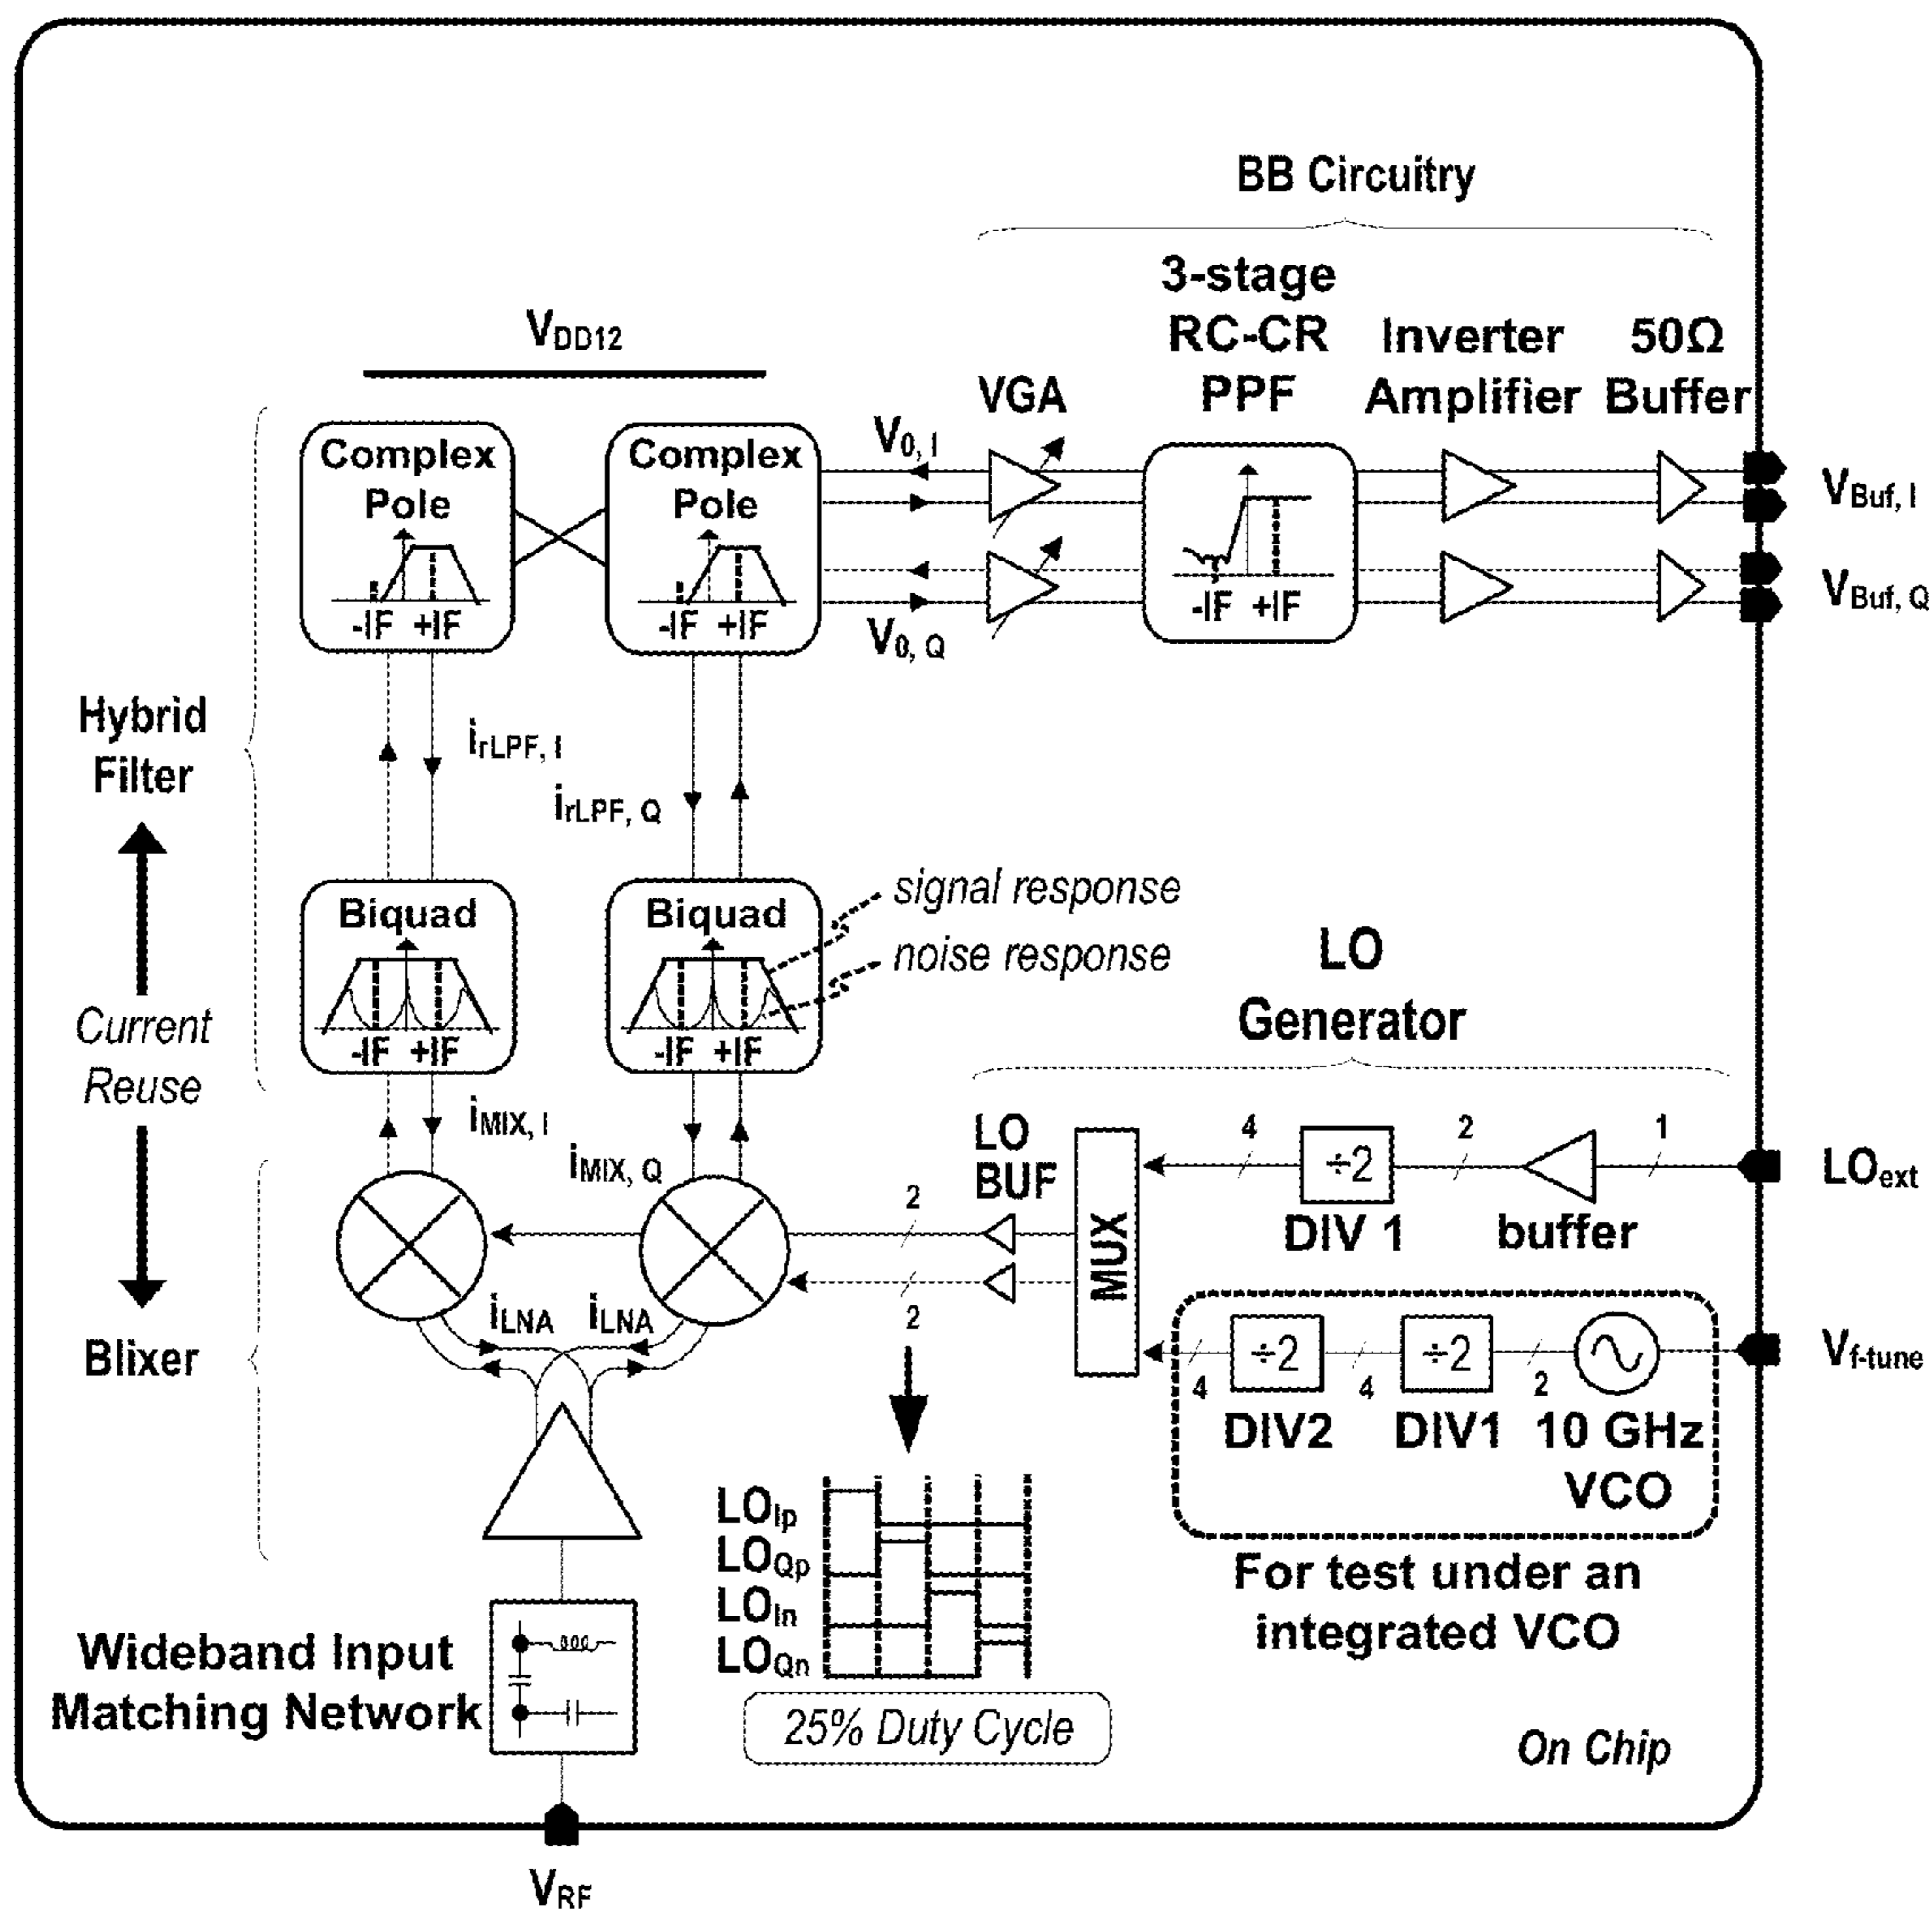 BB Circuitry
3-stage
RC-CR
PPF
Inverter
Amplifier
50Ω
Buffer
VGA
VDD12
Complex
Pole
-IF +IF
Complex
Pole
-IF +IF
V0, I
V0, Q
-IF +IF
VBuf, I
VBuf, Q
Hybrid
Filter
irLPF, I
irLPF, Q
Biquad
-IF +IF
Biquad
-IF +IF
signal response
noise response
Current
Reuse
LO
Generator
iMIX, I
iMIX, Q
LO
BUF
2
2
MUX
4
÷2
DIV 1
2
buffer
1
LOext
Blixer
iLNA
iLNA
4
÷2
DIV2
4
÷2
DIV1
2
10 GHz
VCO
Vf-tune
For test under an
integrated VCO
LOIp
LOQp
LOIn
LOQn
25% Duty Cycle
Wideband Input
Matching Network
On Chip
VRF